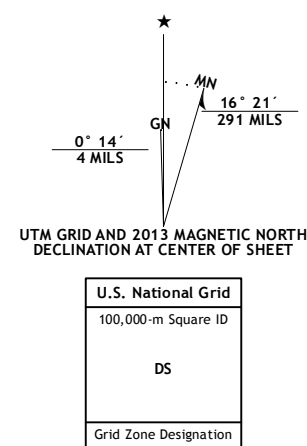 ★
MN
GN
16° 21´
291 MILS
0° 14´
4 MILS
UTM GRID AND 2013 MAGNETIC NORTH
DECLINATION AT CENTER OF SHEET
U.S. National Grid
100,000-m Square ID
DS
Grid Zone Designation